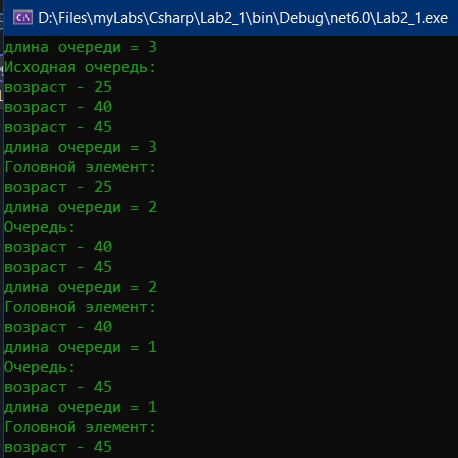 D:\Files\myLabs\Csharp\Lab2_1\bin\Debug\net6.0\Lab2_1.exe
длина очереди = 3
Исходная очередь:
возраст - 25
возраст - 40
возраст - 45
длина очереди = 3
Головной элемент:
возраст - 25
длина очереди = 2
Очередь:
возраст - 40
возраст - 45
длина очереди = 2
Головной элемент:
возраст - 40
длина очереди = 1
Очередь:
возраст - 45
длина очереди = 1
Головной элемент:
возраст - 45